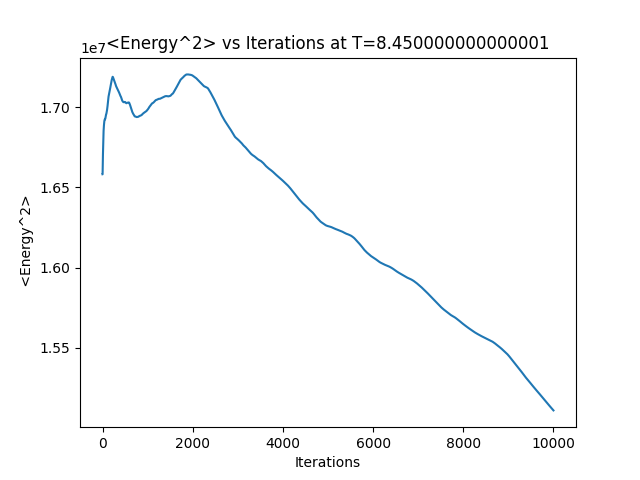 1e7
<Energy^2> vs Iterations at T=8.450000000000001
1.70
1.65
1.60
1.55
<Energy^2>
0 2000 4000 6000 8000 10000
Iterations